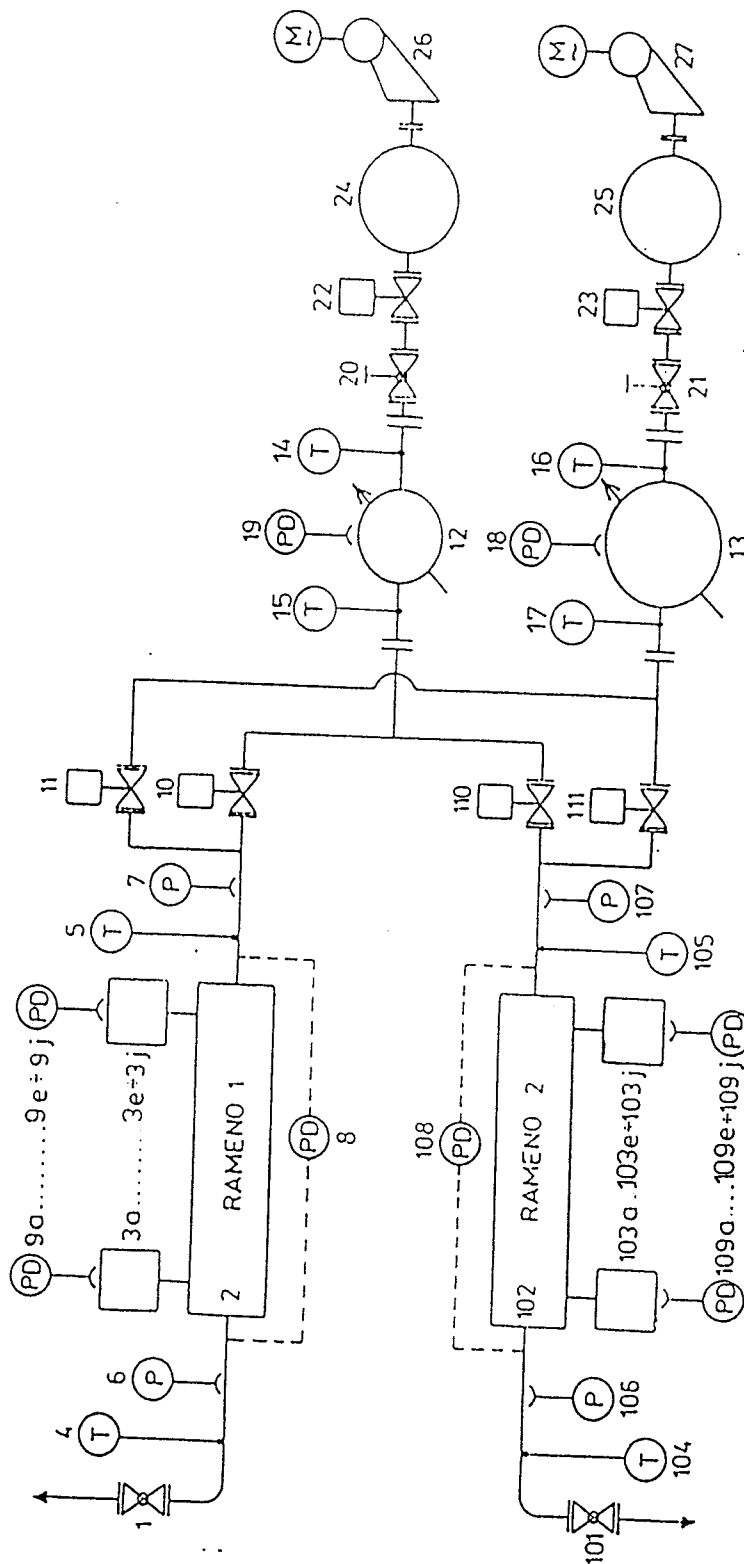 M
26
24
22
20
14
T
19
PD
12
15
T
M
27
25
23
21
16
T
18
PD
13
17
T
11
10
110
111
7
P
5
T
P
107
T
105
PD 9a.........9e÷9j PD
3a.........3e÷3j
RAMENO 1
2
PD
8
6
P
4
T
1
108
PD
RAMENO 2
102
103a..103e÷103j
PD 109a.....109e÷109j PD
P
106
T
104
101